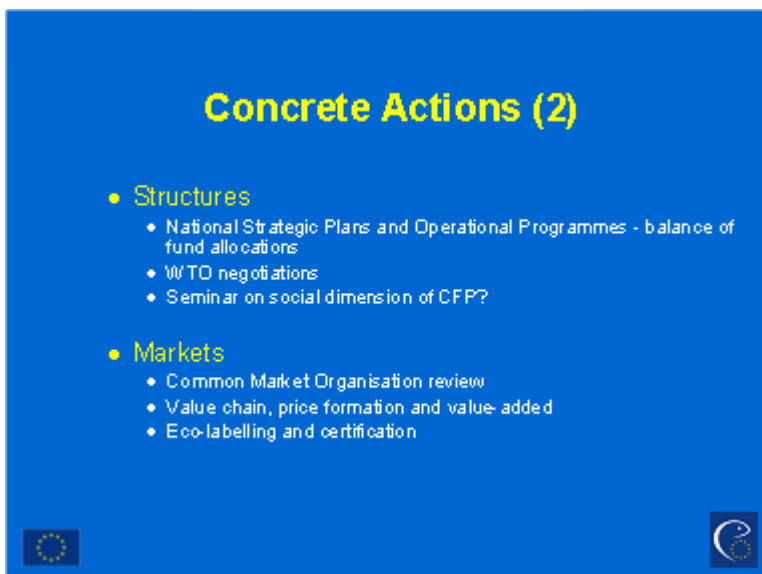 Concrete Actions (2)
• Structures
• National Strategic Plans and Operational Programmes - balance of
fund allocations
• WTO negotiations
• Seminar on social dimension of CFP?
• Markets
• Common Market Organisation review
• Value chain, price formation and value-added
• Eco-labelling and certification